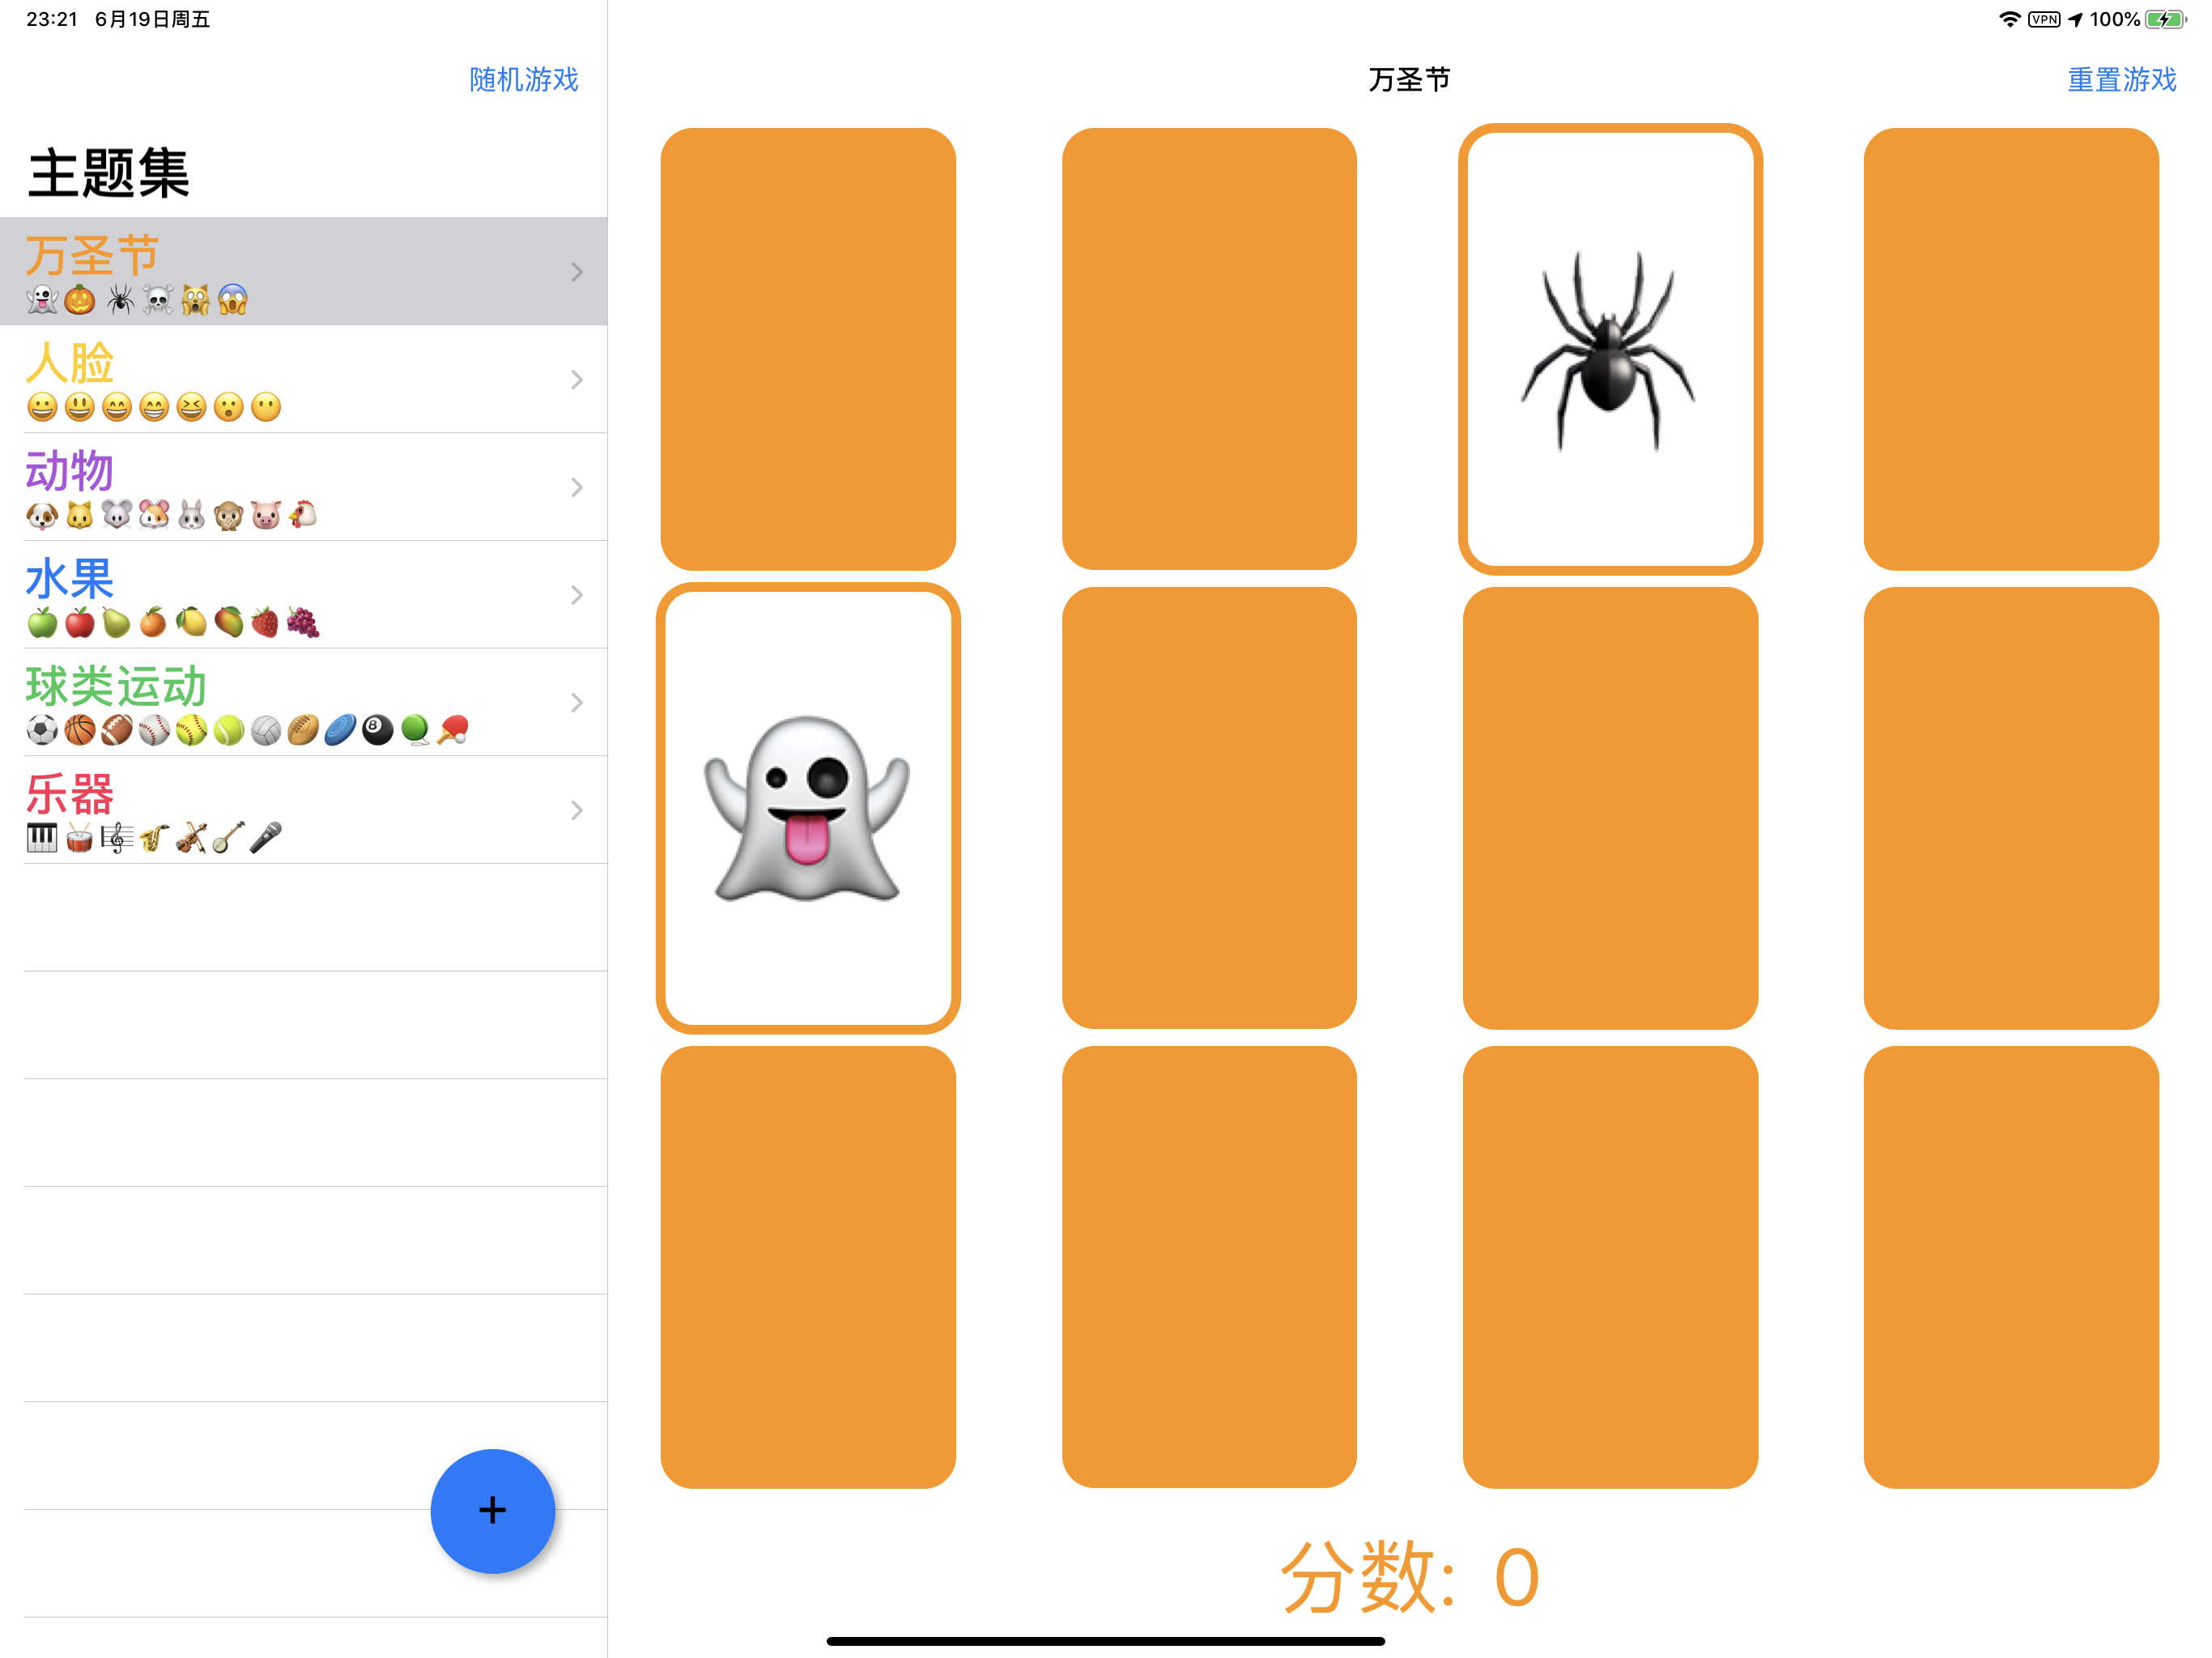 23:21 6月19日周五
VPN 100%
随机游戏
万圣节
重置游戏
主题集
万圣节
👻🎃🕷☠️🙀😱
人脸
😀😃😄😁😆😮😶
动物
🐶🐱🐭🐹🐰🙊🐷🐔
水果
🍏🍎🍐🍊🍋🥭🍓🍇
球类运动
⚽️🏀🏈⚾️🥎🎾🏐🏉🥏🎱🪀🏓
乐器
🎹🥁🎼🎷🎻🪕🎤
+
分数: 0